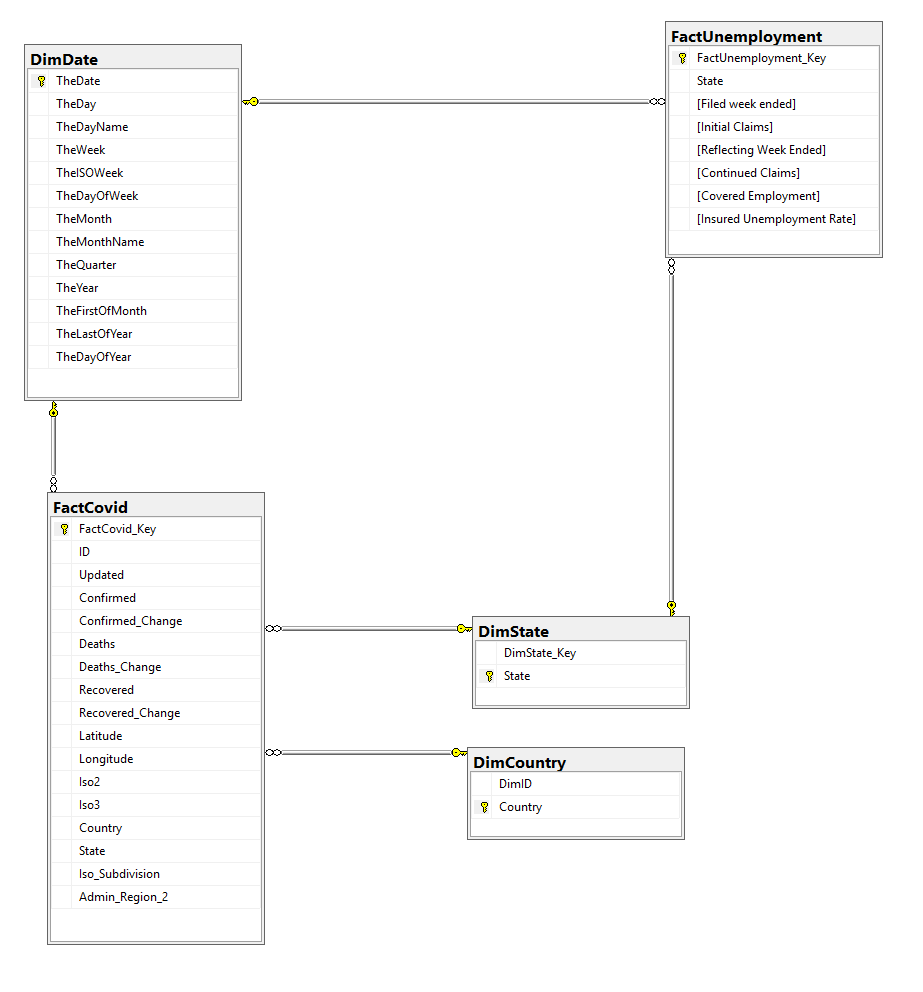 DimDate
TheDate
TheDay
TheDayName
TheWeek
TheISOWeek
TheDayOfWeek
TheMonth
TheMonthName
TheQuarter
TheYear
TheFirstOfMonth
TheLastOfYear
TheDayOfYear
FactUnemployment
FactUnemployment_Key
State
[Filed week ended]
[Initial Claims]
[Reflecting Week Ended]
[Continued Claims]
[Covered Employment]
[Insured Unemployment Rate]
FactCovid
FactCovid_Key
ID
Updated
Confirmed
Confirmed_Change
Deaths
Deaths_Change
Recovered
Recovered_Change
Latitude
Longitude
Iso2
Iso3
Country
State
Iso_Subdivision
Admin_Region_2
DimState
DimState_Key
State
DimCountry
DimID
Country